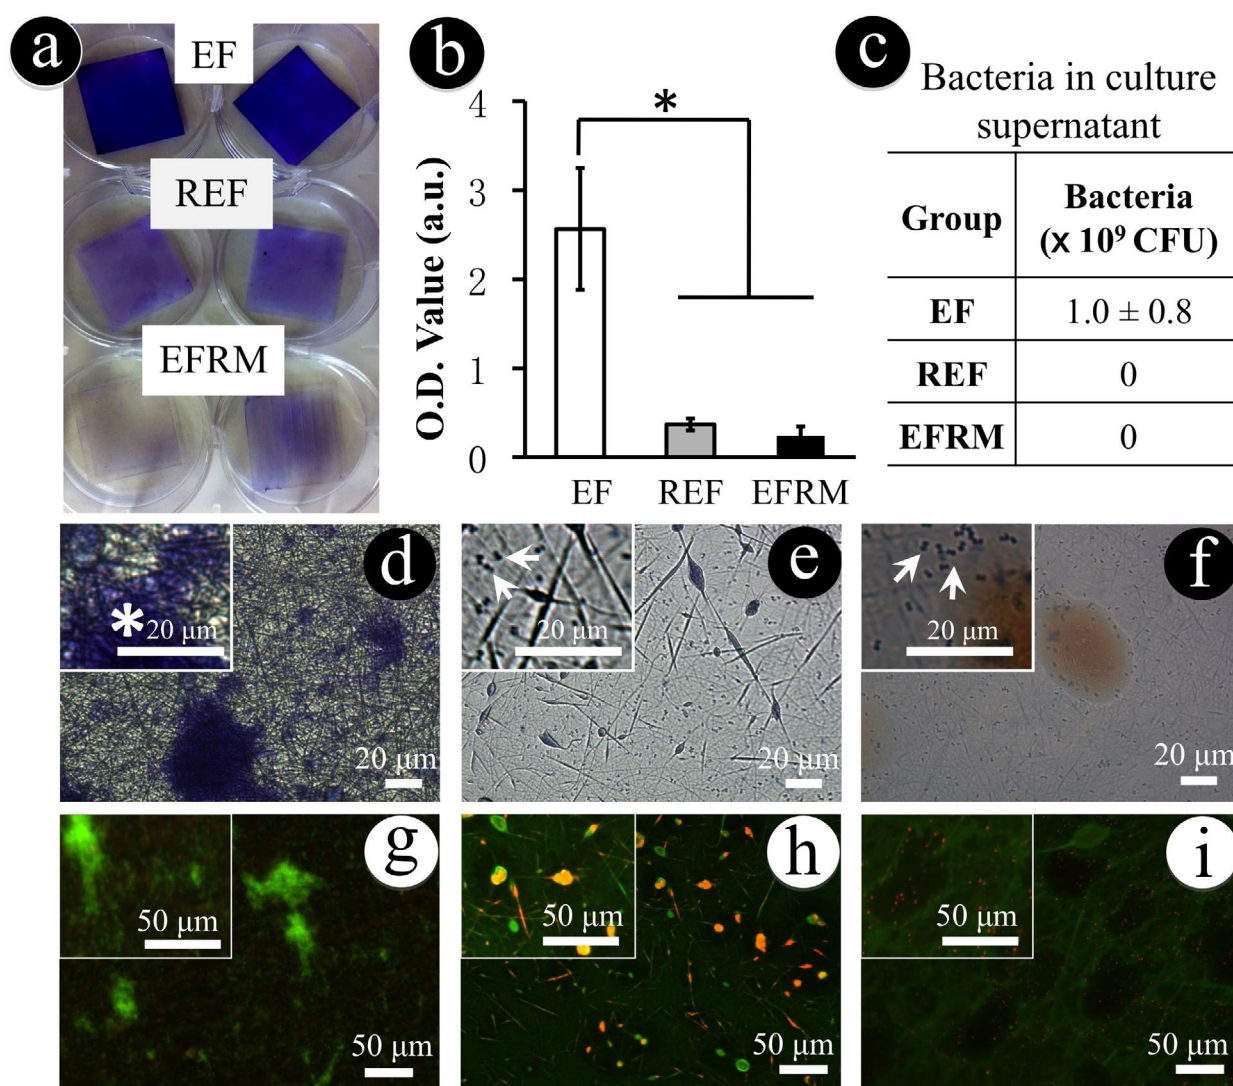 a
EF
REF
EFRM
b
*
4
3
2
1
0
O.D. Value (a.u.)
EF REF EFRM
c
Bacteria in culture
supernatant
Group Bacteria
(x 10⁹ CFU)
EF 1.0 ± 0.8
REF 0
EFRM 0
d
*
20 μm
20 μm
e
20 μm
20 μm
f
20 μm
20 μm
g
50 μm
50 μm
h
50 μm
50 μm
i
50 μm
50 μm